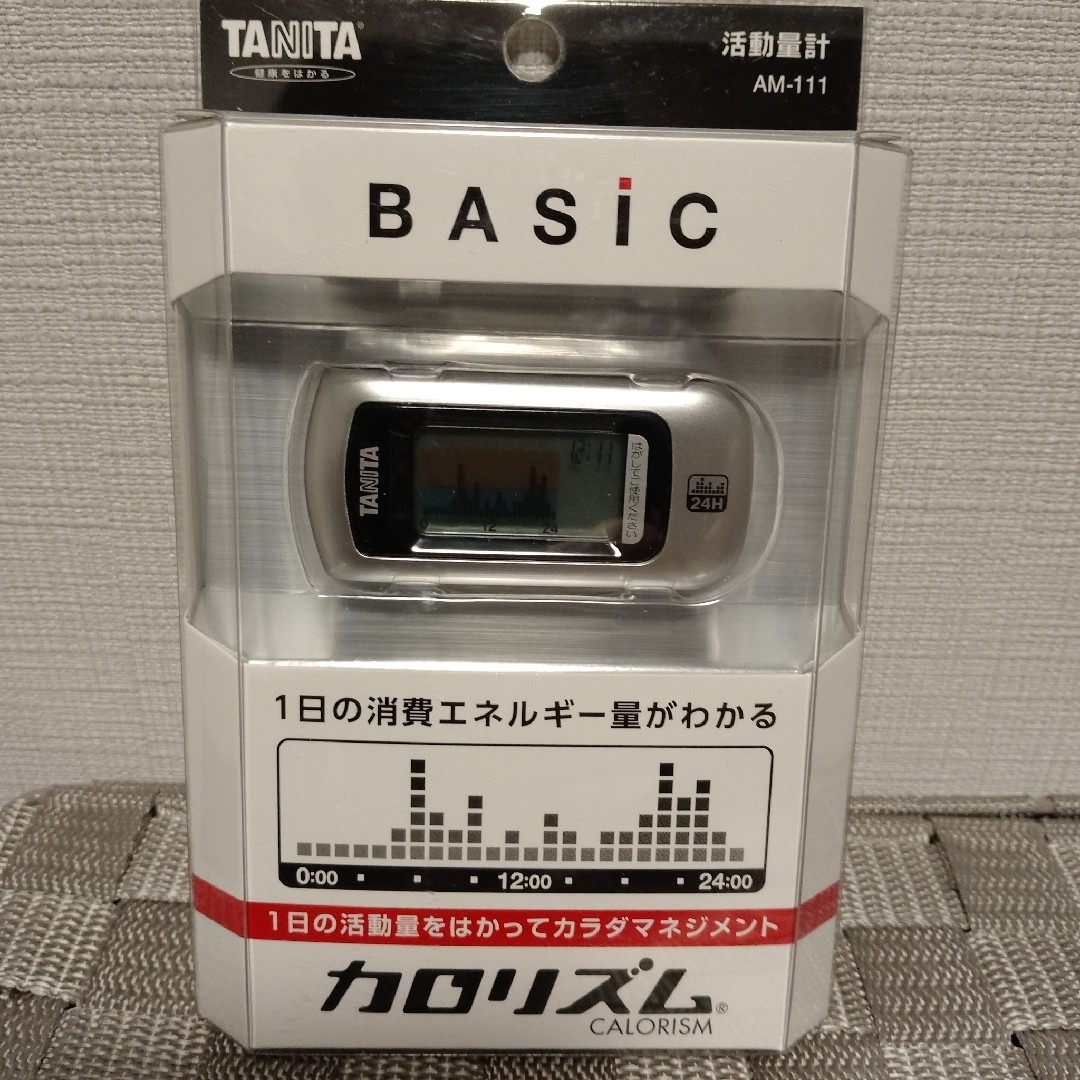 TANITA®
健康をはかる
活動量計
AM-111
BASiC
TANITA
12:11
0 12 24
はがしてご使用ください
24H
1日の消費エネルギー量がわかる
0:00 12:00 24:00
1日の活動量をはかってカラダマネジメント
カロリズム®
CALORISM